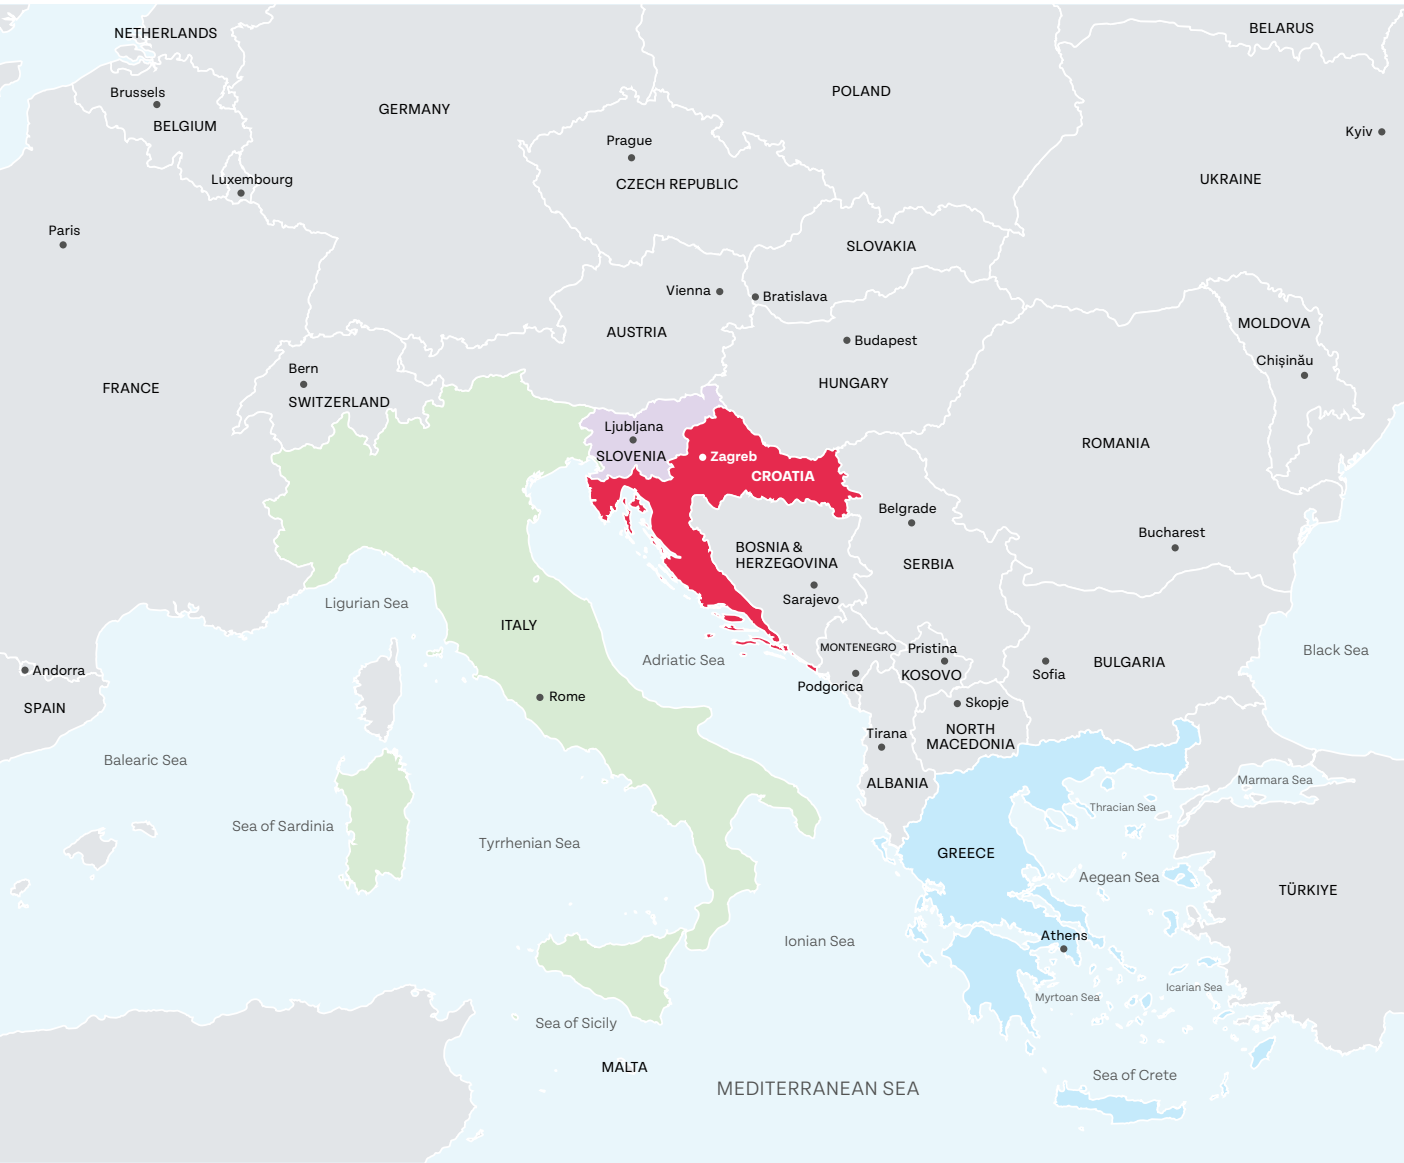 NETHERLANDS
BELARUS
Brussels
BELGIUM
GERMANY
POLAND
Kyiv
Prague
CZECH REPUBLIC
UKRAINE
Luxembourg
Paris
SLOVAKIA
Vienna
Bratislava
AUSTRIA
MOLDOVA
Budapest
Chișinău
Bern
FRANCE
SWITZERLAND
HUNGARY
Ljubljana
SLOVENIA
Zagreb
CROATIA
ROMANIA
Belgrade
Bucharest
BOSNIA &
HERZEGOVINA
SERBIA
Sarajevo
Ligurian Sea
ITALY
MONTENEGRO
Pristina
Black Sea
Adriatic Sea
BULGARIA
Andorra
KOSOVO
Sofia
Podgorica
Rome
SPAIN
Skopje
NORTH
MACEDONIA
Tirana
Balearic Sea
ALBANIA
Marmara Sea
Thracian Sea
Sea of Sardinia
Tyrrhenian Sea
GREECE
Aegean Sea
TÜRKIYE
Athens
Ionian Sea
Icarian Sea
Myrtoan Sea
Sea of Sicily
MALTA
Sea of Crete
MEDITERRANEAN SEA